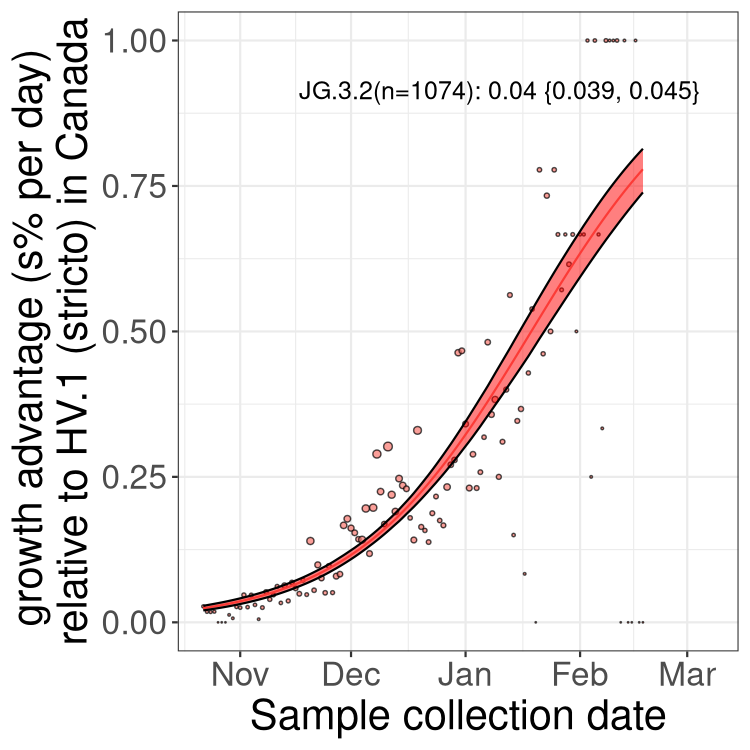 growth advantage (s% per day)
relative to HV.1 (stricto) in Canada
1.00
0.75
0.50
0.25
0.00
JG.3.2(n=1074): 0.04 {0.039, 0.045}
Nov Dec Jan Feb Mar
Sample collection date